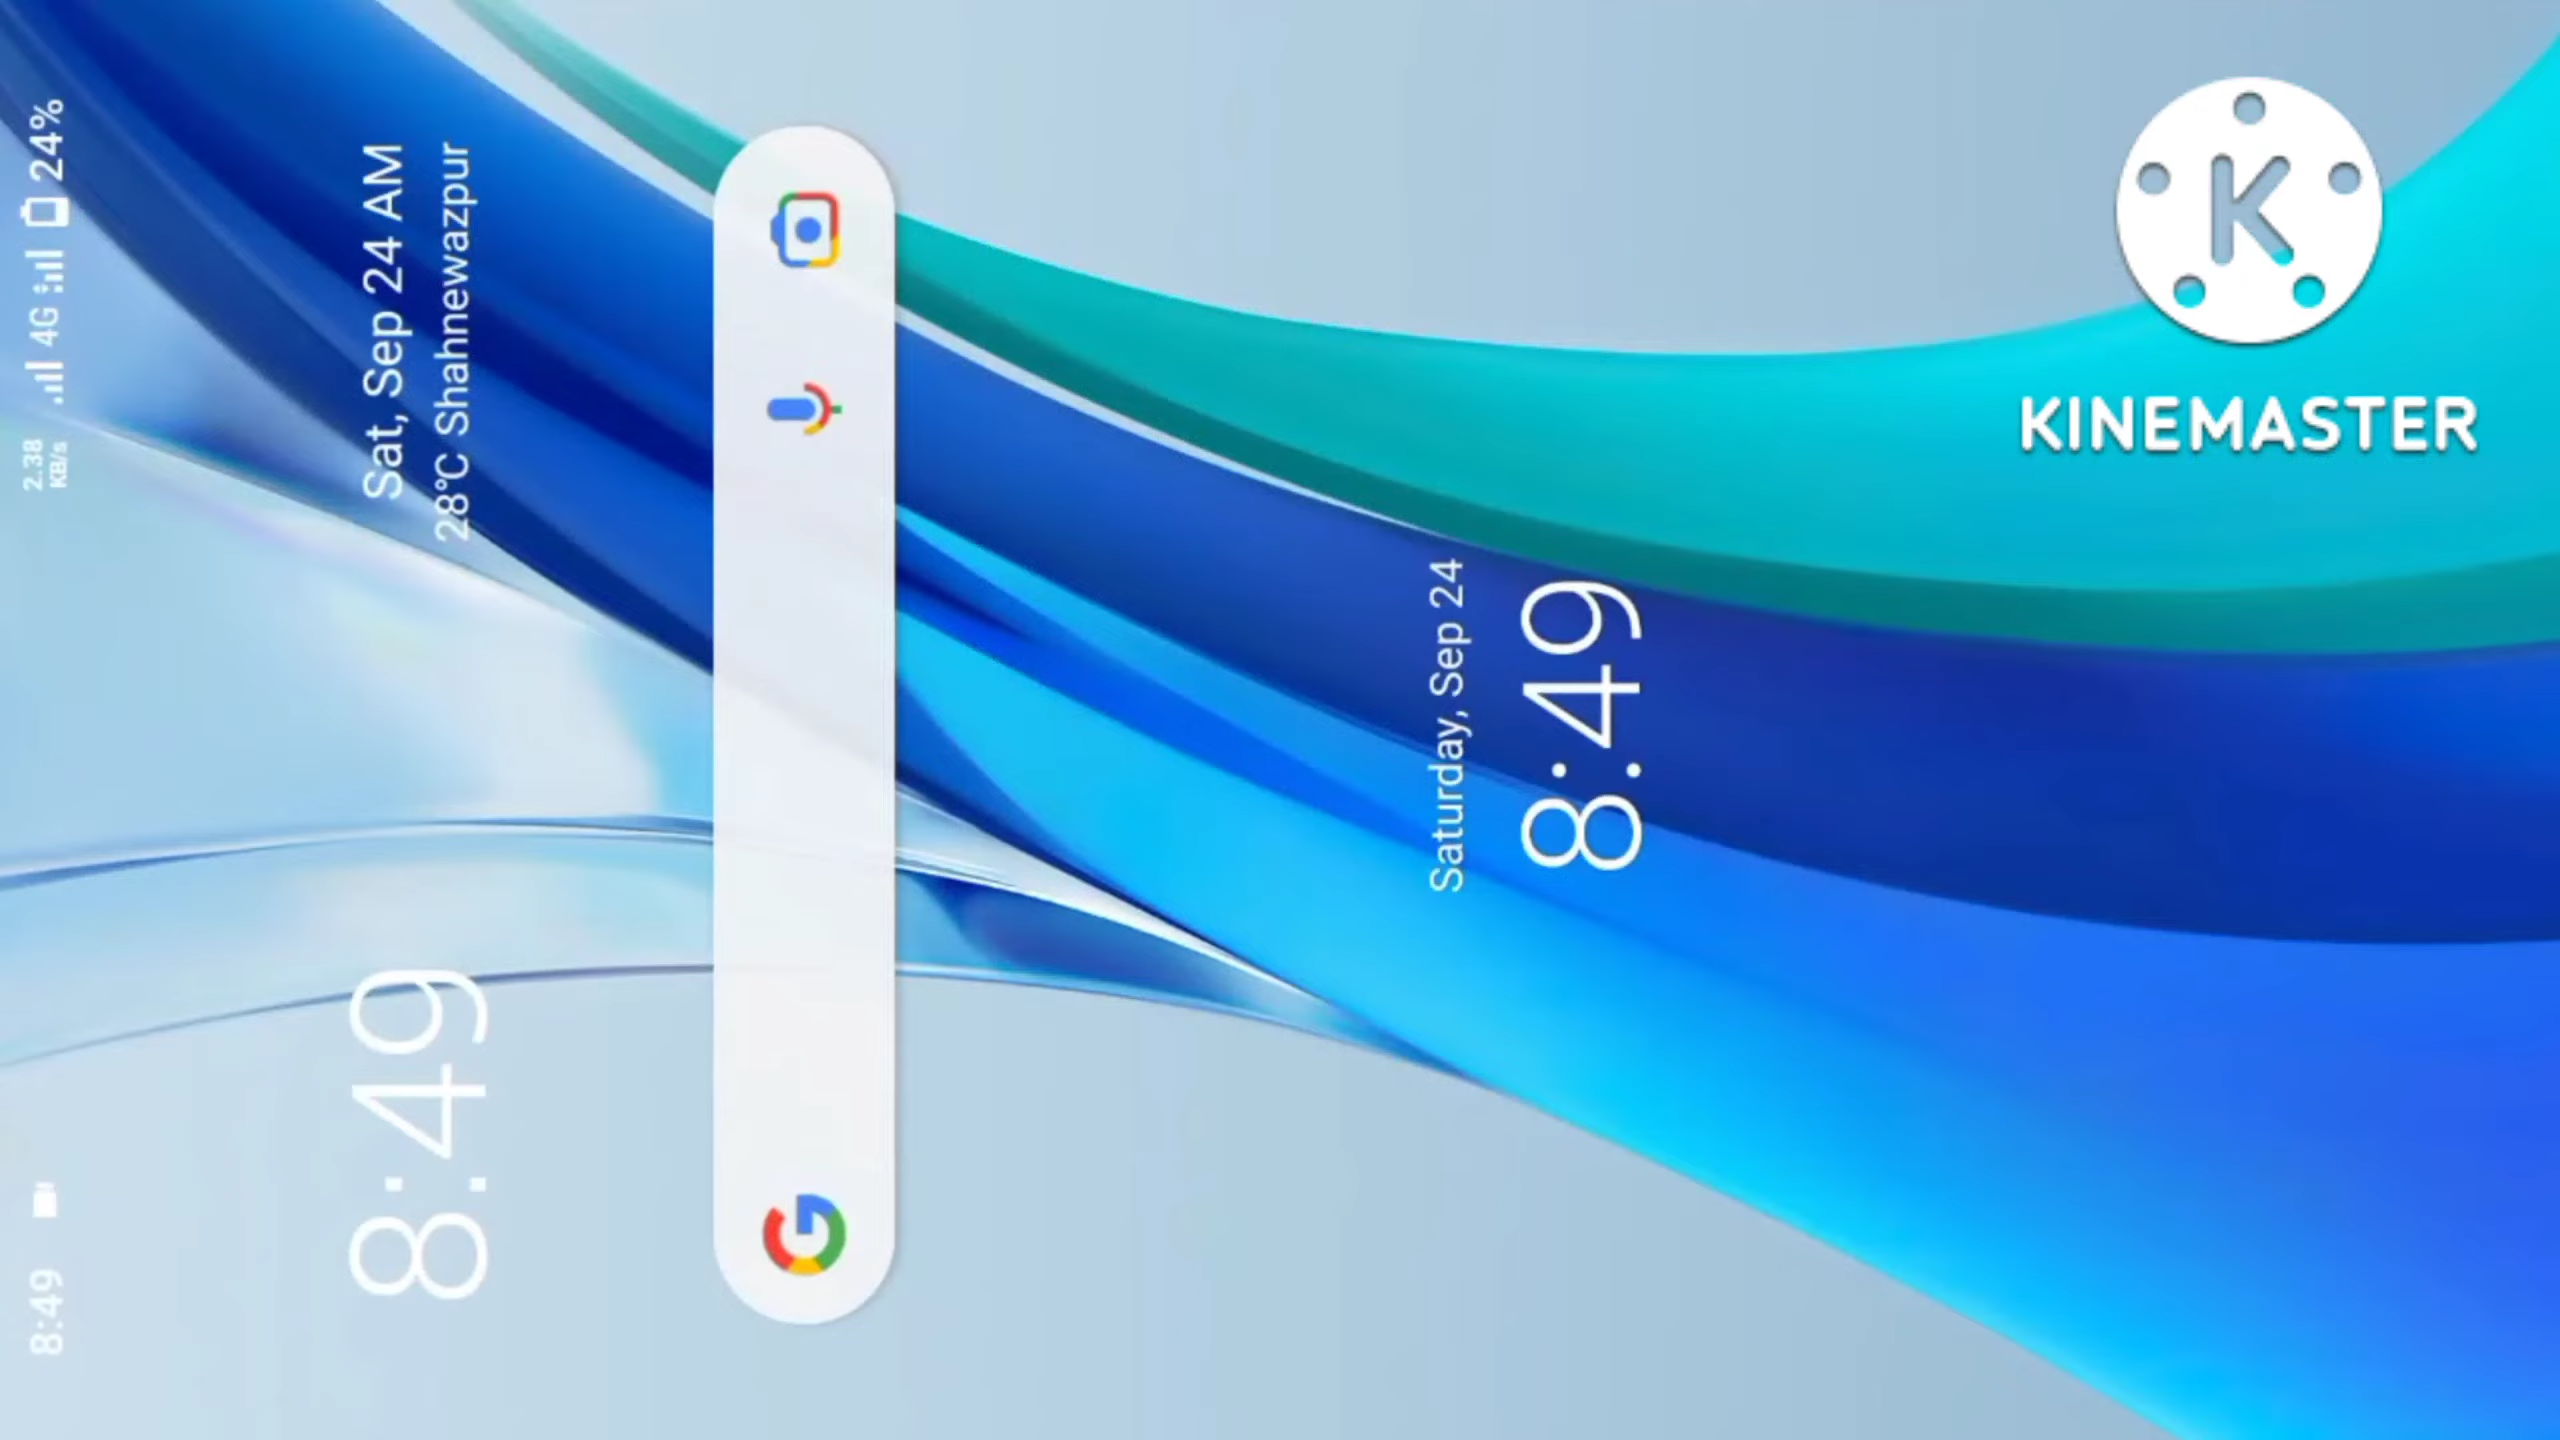 8:49
2.38
KB/s
4G
24%
8:49
Sat, Sep 24 AM
28°C Shahnewazpur
Saturday, Sep 24
8:49
K
KINEMASTER